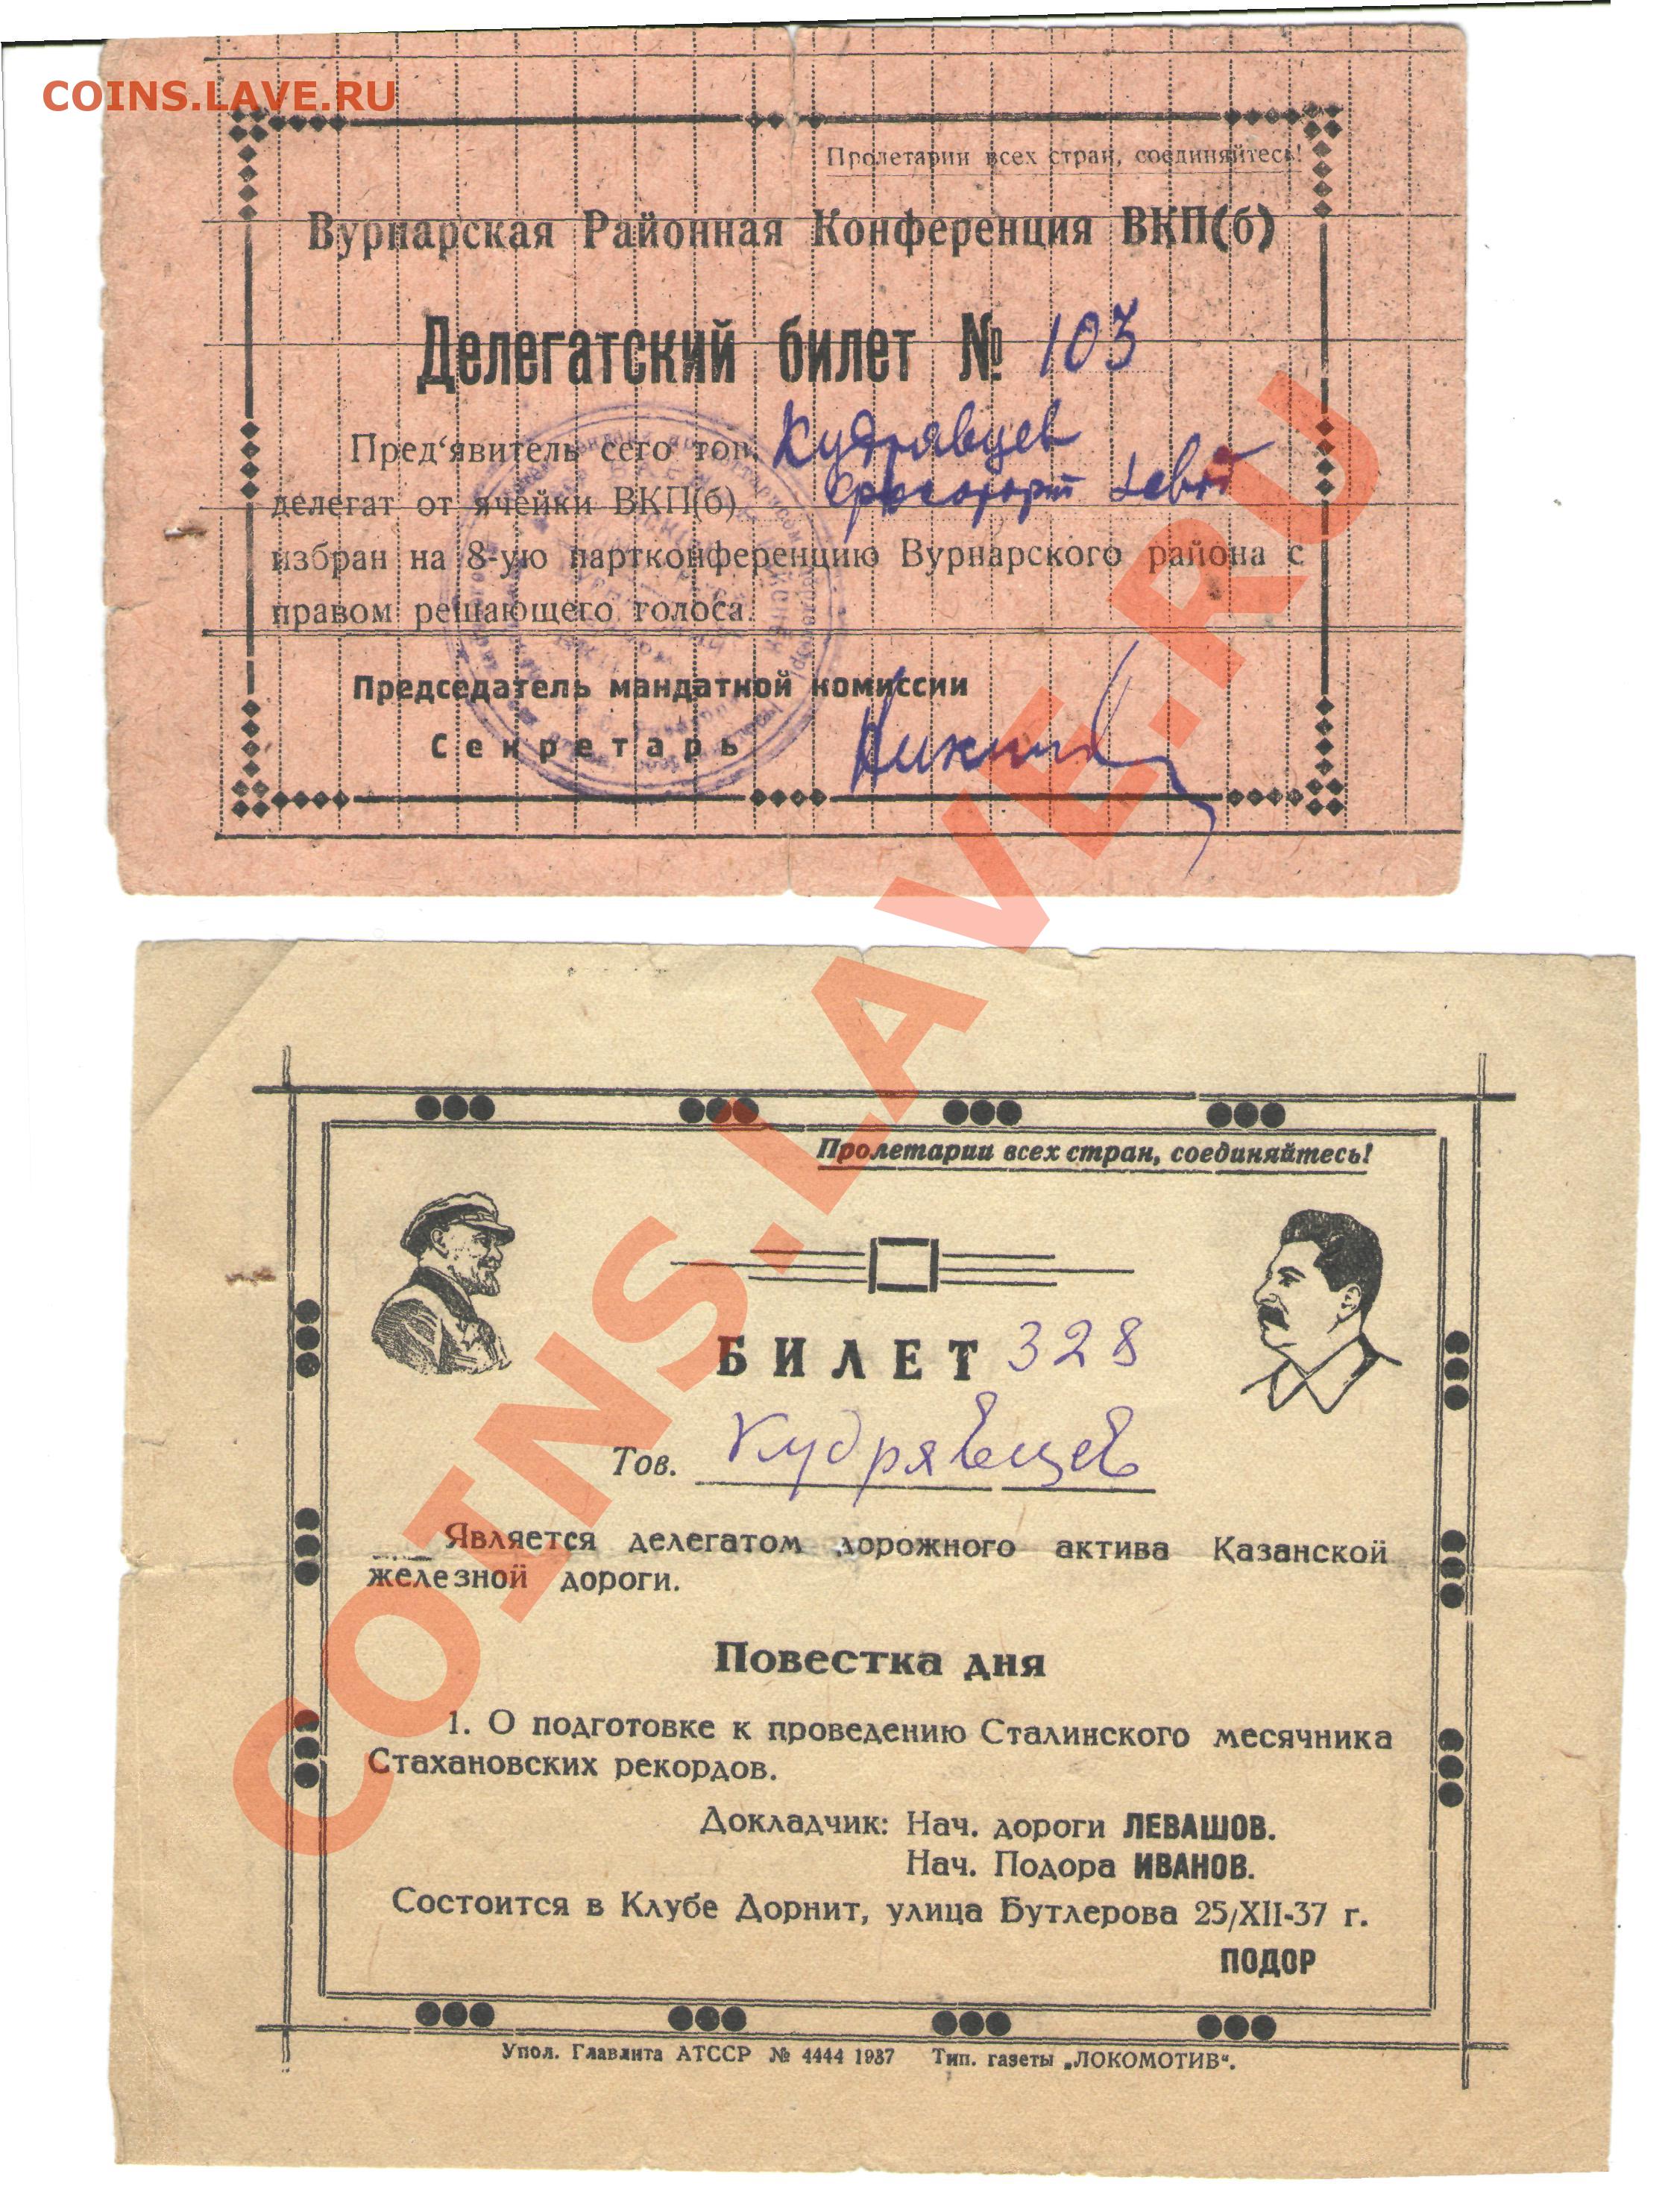 COINS.LAVE.RU
Пролетарии всех стран, соединяйтесь!
Вурнарская Районная Конференция ВКП(б)
Делегатский билет № 103
Пред‘явитель сего тов. Кудрявцев
делегат от ячейки ВКП(б)
избран на 8-ую партконференцию Вурнарского района с
правом решающего голоса.
Председатель мандатной комиссии
Секретарь
COINS.LAVE.RU
Пролетарии всех стран, соединяйтесь!
БИЛЕТ 328
Тов. Кудрявцев
Является делегатом дорожного актива Казанской
железной дороги.
Повестка дня
1. О подготовке к проведению Сталинского месячника
Стахановских рекордов.
Докладчик: Нач. дороги ЛЕВАШОВ.
Нач. Подора ИВАНОВ.
Состоится в Клубе Дорнит, улица Бутлерова 25/XII-37 г.
ПОДОР
Упол. Главлита АТССР № 4444 1937 Тип. газеты „ЛОКОМОТИВ“.